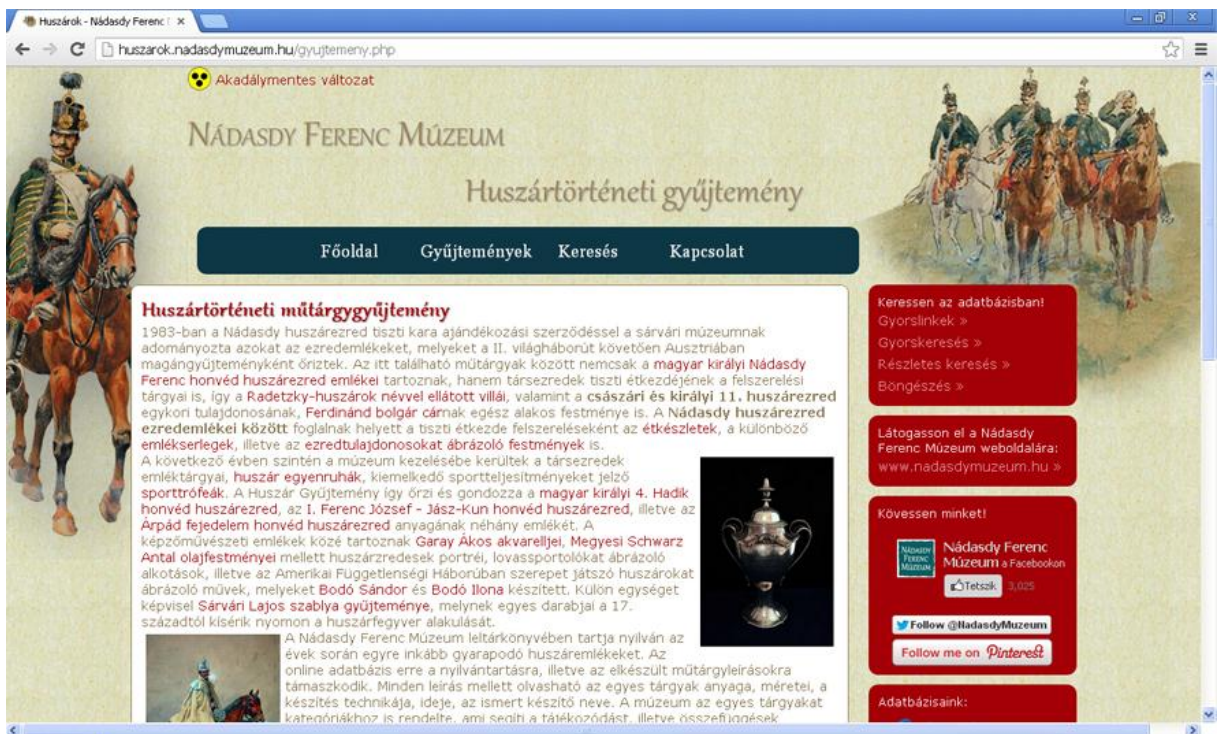 Huszárok - Nádasdy Ferenc
huszarok.nadasdymuzeum.hu/gyujtemeny.php
Akadálymentes változat
NÁDASDY FERENC MÚZEUM
Huszártörténeti gyűjtemény
Főoldal Gyűjtemények Keresés Kapcsolat
Huszártörténeti műtárgygyűjtemény
1983-ban a Nádasdy huszárezred tiszti kara ajándékozási szerződéssel a sárvári múzeumnak
adományozta azokat az ezredemlékeket, melyeket a II. világháborút követően Ausztriában
magángyűjteményként őriztek. Az itt található műtárgyak között nemcsak a magyar királyi Nádasdy
Ferenc honvéd huszárezred emlékei tartoznak, hanem társezredek tiszti étkezdéjének a felszerelési
tárgyai is, így a Radetzky-huszárok névvel ellátott villái, valamint a császári és királyi 11. huszárezred
egykori tulajdonosának, Ferdinánd bolgár cárnak egész alakos festménye is. A Nádasdy huszárezred
ezredemlékei között foglalnak helyett a tiszti étkezde felszereléseként az étkészletek, a különböző
emlékserlegek, illetve az ezredtulajdonosokat ábrázoló festmények is.
A következő évben szintén a múzeum kezelésébe kerültek a társezredek
emléktárgyai, huszár egyenruhák, kiemelkedő sportteljesítményeket jelző
sporttrófeák. A Huszár Gyűjtemény így őrzi és gondozza a magyar királyi 4. Hadik
honvéd huszárezred, az I. Ferenc József - Jász-Kun honvéd huszárezred, illetve az
Árpád fejedelem honvéd huszárezred anyagának néhány emlékét. A
képzőművészeti emlékek közé tartoznak Garay Ákos akvarelljei, Megyesi Schwarz
Antal olajfestményei mellett huszárzredesek portréi, lovassportolókat ábrázoló
alkotások, illetve az Amerikai Függetlenségi Háborúban szerepet játszó huszárokat
ábrázoló művek, melyeket Bodó Sándor és Bodó Ilona készített. Külön egységet
képvisel Sárvári Lajos szablya gyűjteménye, melynek egyes darabjai a 17.
századtól kísérik nyomon a huszárfegyver alakulását.
A Nádasdy Ferenc Múzeum leltárkönyvében tartja nyilván az
évek során egyre inkább gyarapodó huszáremlékeket. Az
online adatbázis erre a nyilvántartásra, illetve az elkészült műtárgyleírásokra
támaszkodik. Minden leírás mellett olvasható az egyes tárgyak anyaga, méretei, a
készítés technikája, ideje, az ismert készítő neve. A múzeum az egyes tárgyakat
kategóriákhoz is rendelte, ami segíti a tájékozódást, illetve összefüggések
Keressen az adatbázisban!
Gyorslinkek »
Gyorskeresés »
Részletes keresés »
Böngészés »
Látogasson el a Nádasdy
Ferenc Múzeum weboldalára:
www.nadasdymuzeum.hu »
Kövessen minket!
NÁDASDY
FERENC
MÚZEUM
Nádasdy Ferenc
Múzeum a Facebookon
Tetszik 3,025
Follow @NadasdyMuzeum
Follow me on Pinterest
Adatbázisaink: